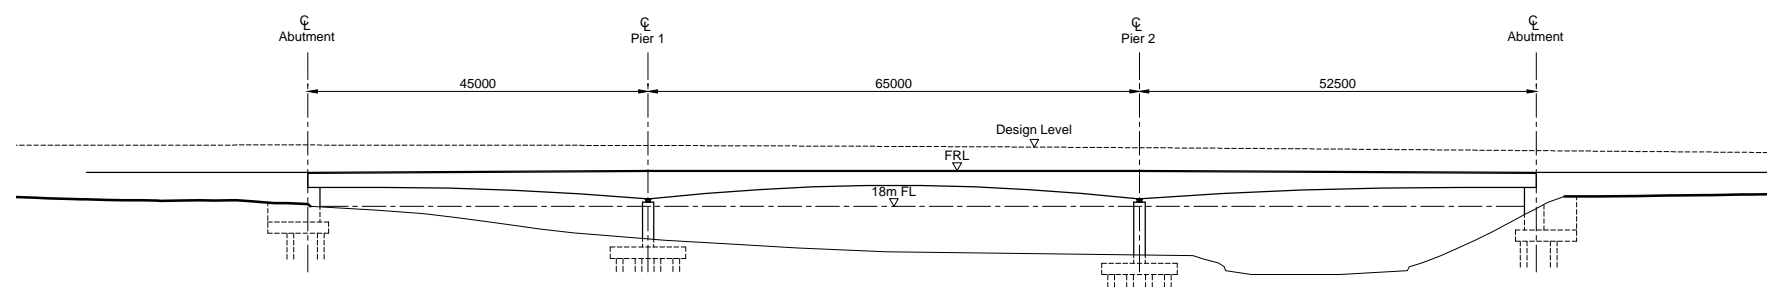 ℄
Abutment
℄
Pier 1
℄
Pier 2
℄
Abutment
45000
65000
52500
Design Level
FRL
18m FL